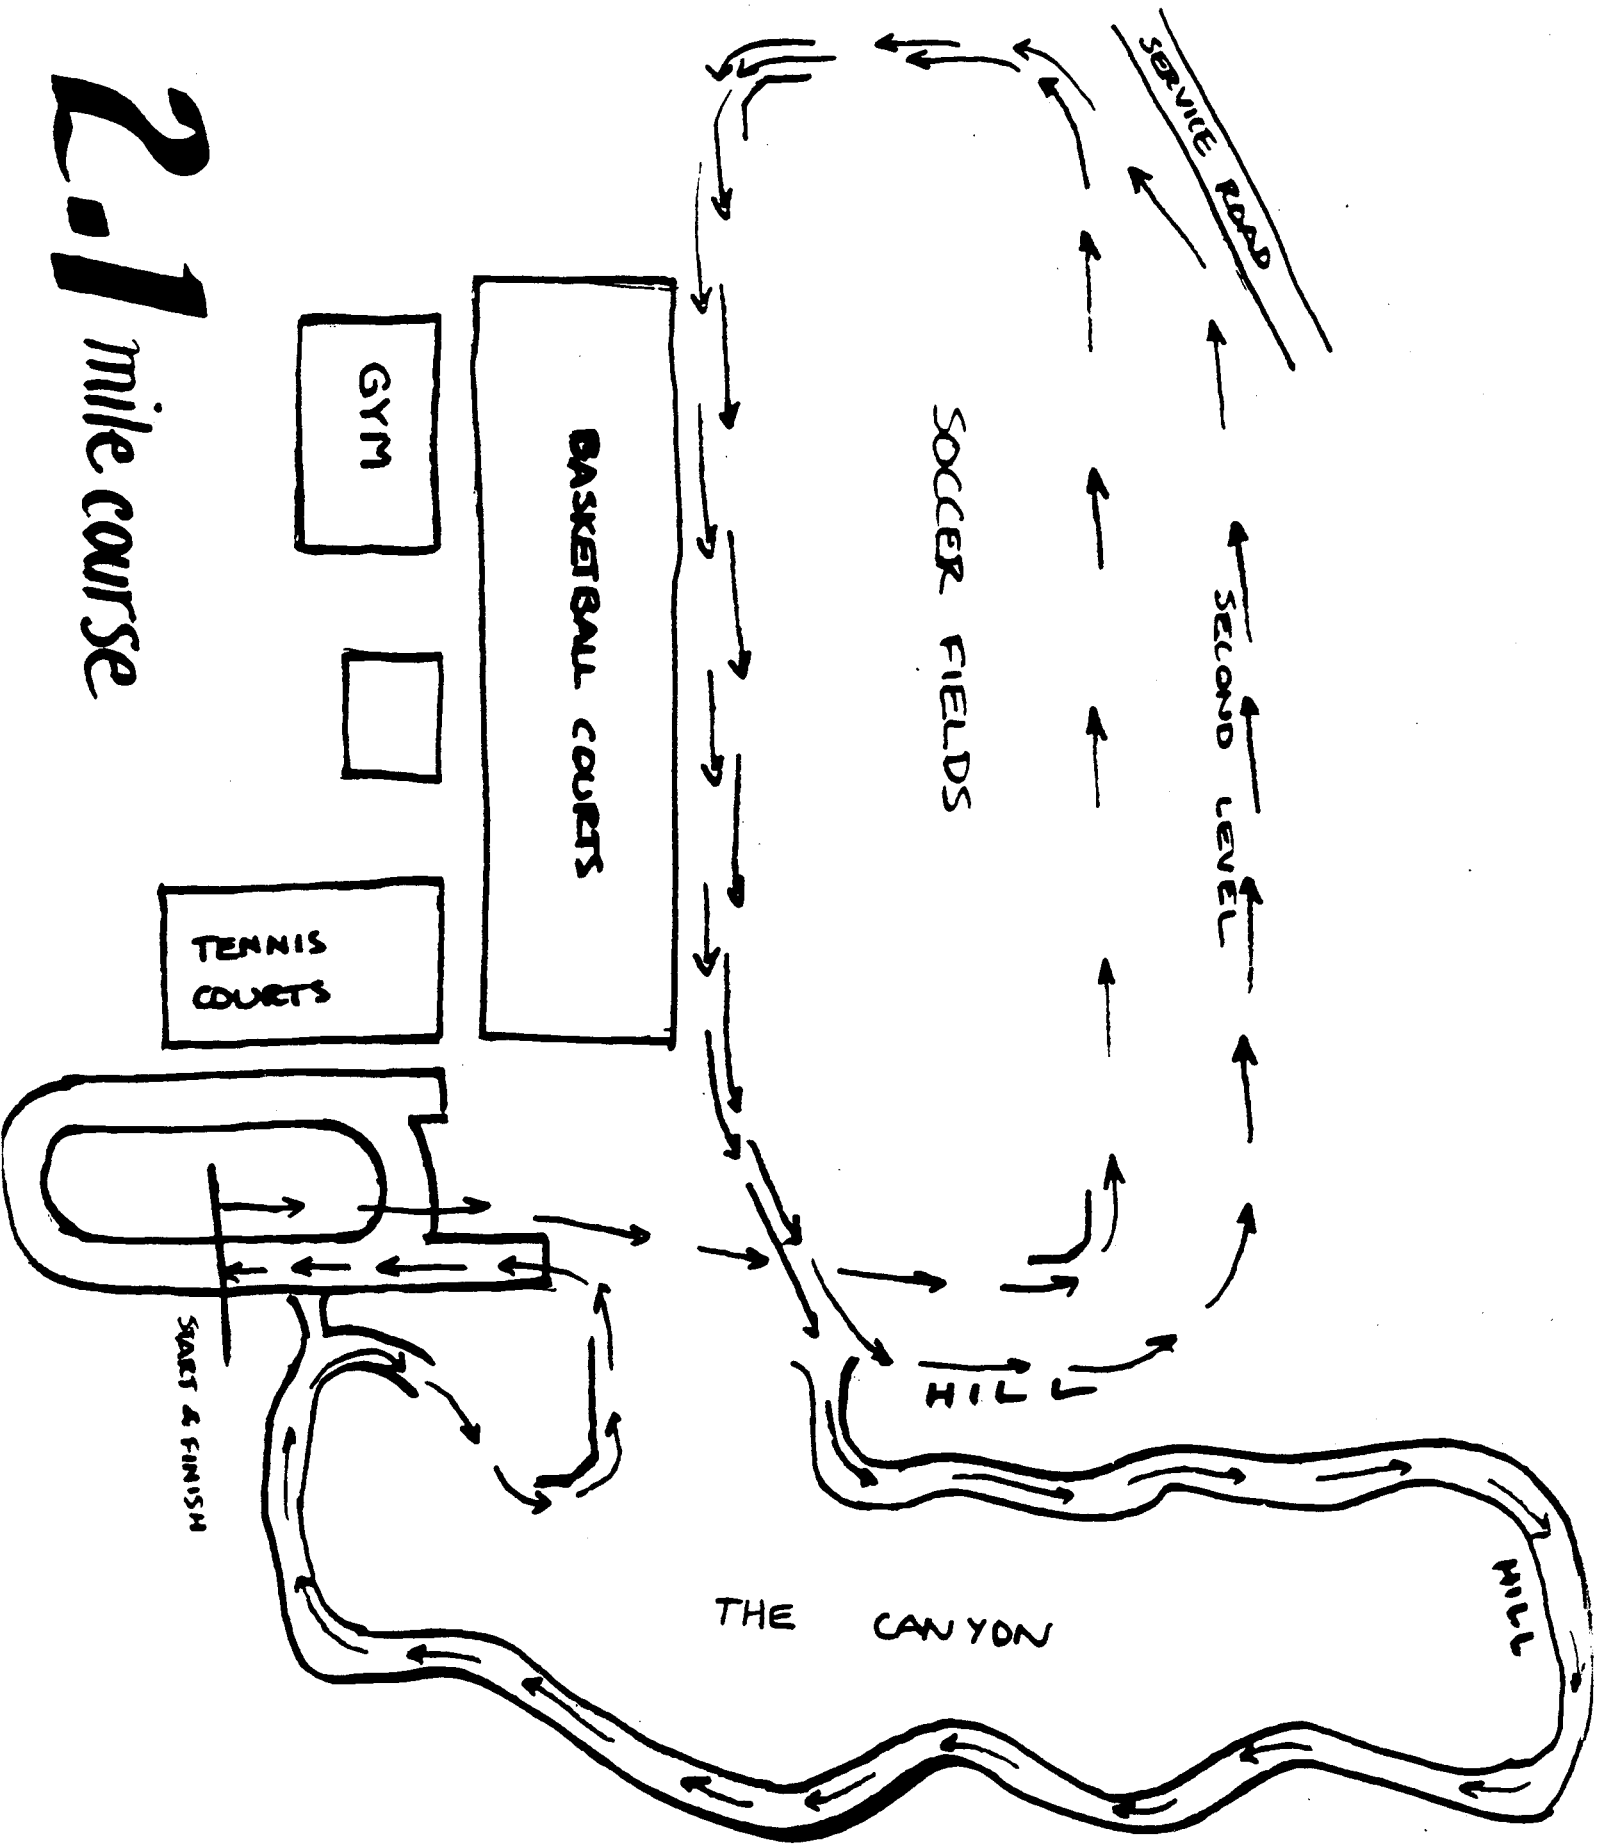 2.1 mile course
SERVICE ROAD
SECOND LEVEL
SOCCER FIELDS
BASKETBALL COURTS
GYM
TENNIS
COURTS
START & FINISH
HILL
HILL
THE CANYON